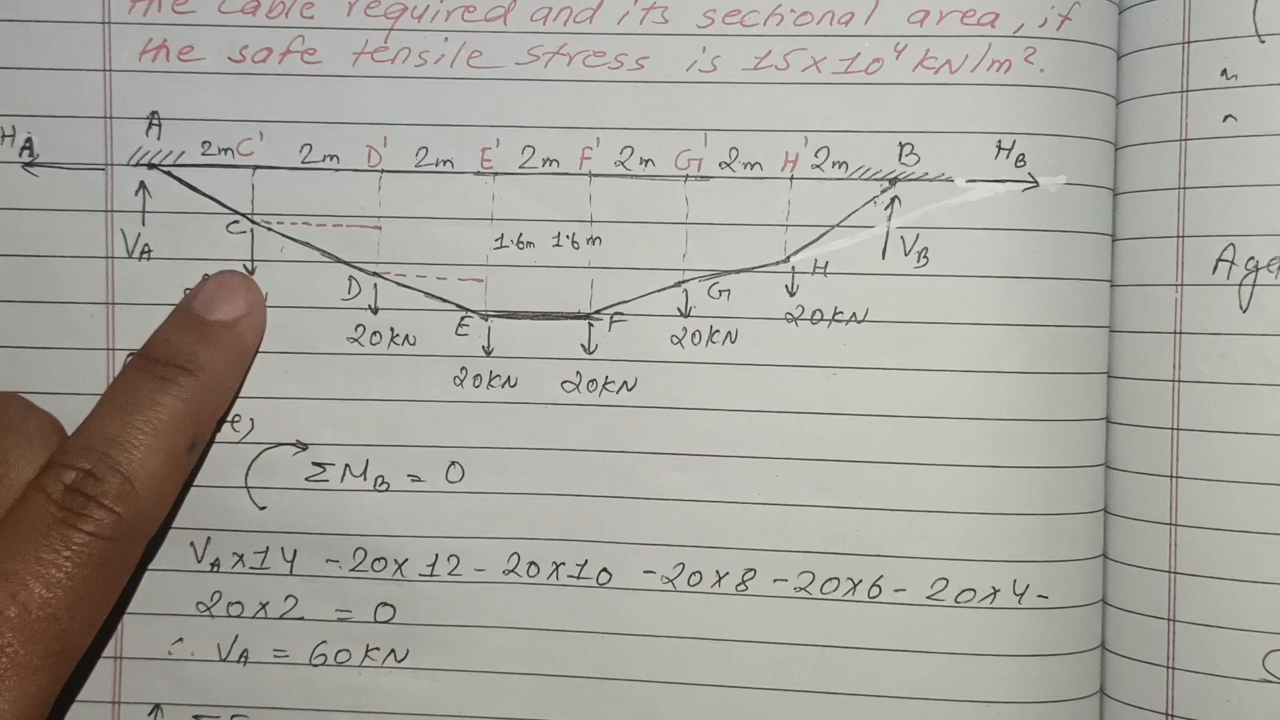 the cable required and its sectional area, if
the safe tensile stress is 15x10⁴ KN/m².
HA A 2m C' 2m D' 2m E' 2m F' 2m G' 2m H' 2m B HB
VA C 1.6m 1.6m VB
D G H
20KN E F 20KN 20KN
20KN 20KN
ΣMB = 0
VA x 14 - 20 x 12 - 20 x 10 - 20 x 8 - 20 x 6 - 20 x 4 -
20 x 2 = 0
∴ VA = 60KN